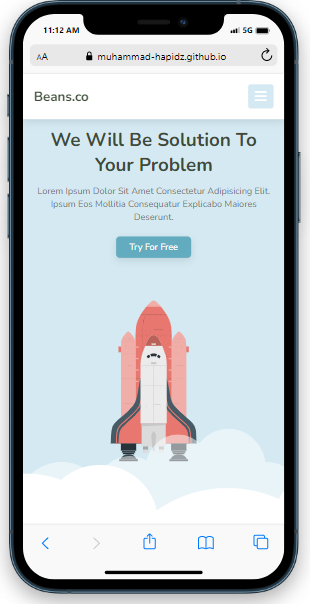 11:12 AM
5G
AA
muhammad-hapidz.github.io
Beans.co
We Will Be Solution To
Your Problem
Lorem Ipsum Dolor Sit Amet Consectetur Adipisicing Elit.
Ipsum Eos Mollitia Consequatur Explicabo Maiores
Deserunt.
Try For Free